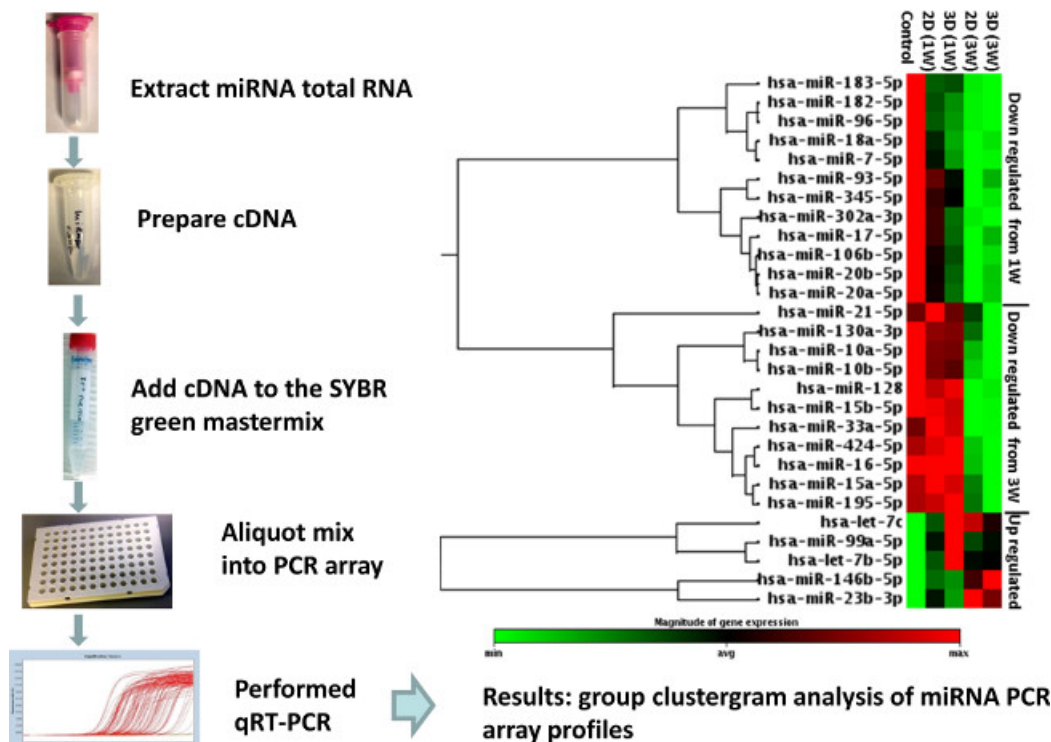 Extract miRNA total RNA
Prepare cDNA
Add cDNA to the SYBR
green mastermix
Aliquot mix
into PCR array
Performed
qRT-PCR
Control
2D (1W)
3D (1W)
2D (3W)
3D (3W)
hsa-miR-183-5p
hsa-miR-182-5p
hsa-miR-96-5p
hsa-miR-18a-5p
hsa-miR-7-5p
hsa-miR-93-5p
hsa-miR-345-5p
hsa-miR-302a-3p
hsa-miR-17-5p
hsa-miR-106b-5p
hsa-miR-20b-5p
hsa-miR-20a-5p
hsa-miR-21-5p
hsa-miR-130a-3p
hsa-miR-10a-5p
hsa-miR-10b-5p
hsa-miR-128
hsa-miR-15b-5p
hsa-miR-33a-5p
hsa-miR-424-5p
hsa-miR-16-5p
hsa-miR-15a-5p
hsa-miR-195-5p
hsa-let-7c
hsa-miR-99a-5p
hsa-let-7b-5p
hsa-miR-146b-5p
hsa-miR-23b-3p
Down regulated from 1W
Down regulated from 3W
Up regulated
Magnitude of gene expression
min
avg
max
Results: group clustergram analysis of miRNA PCR
array profiles